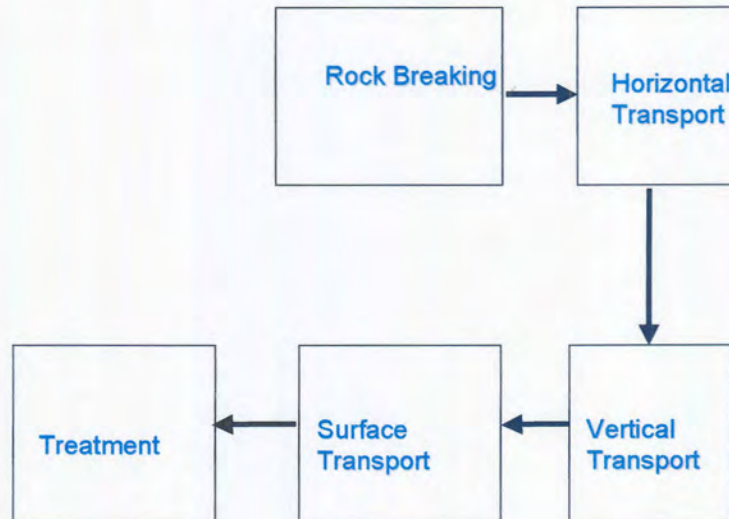 Rock Breaking
Horizontal
Transport
Treatment
Surface
Transport
Vertical
Transport